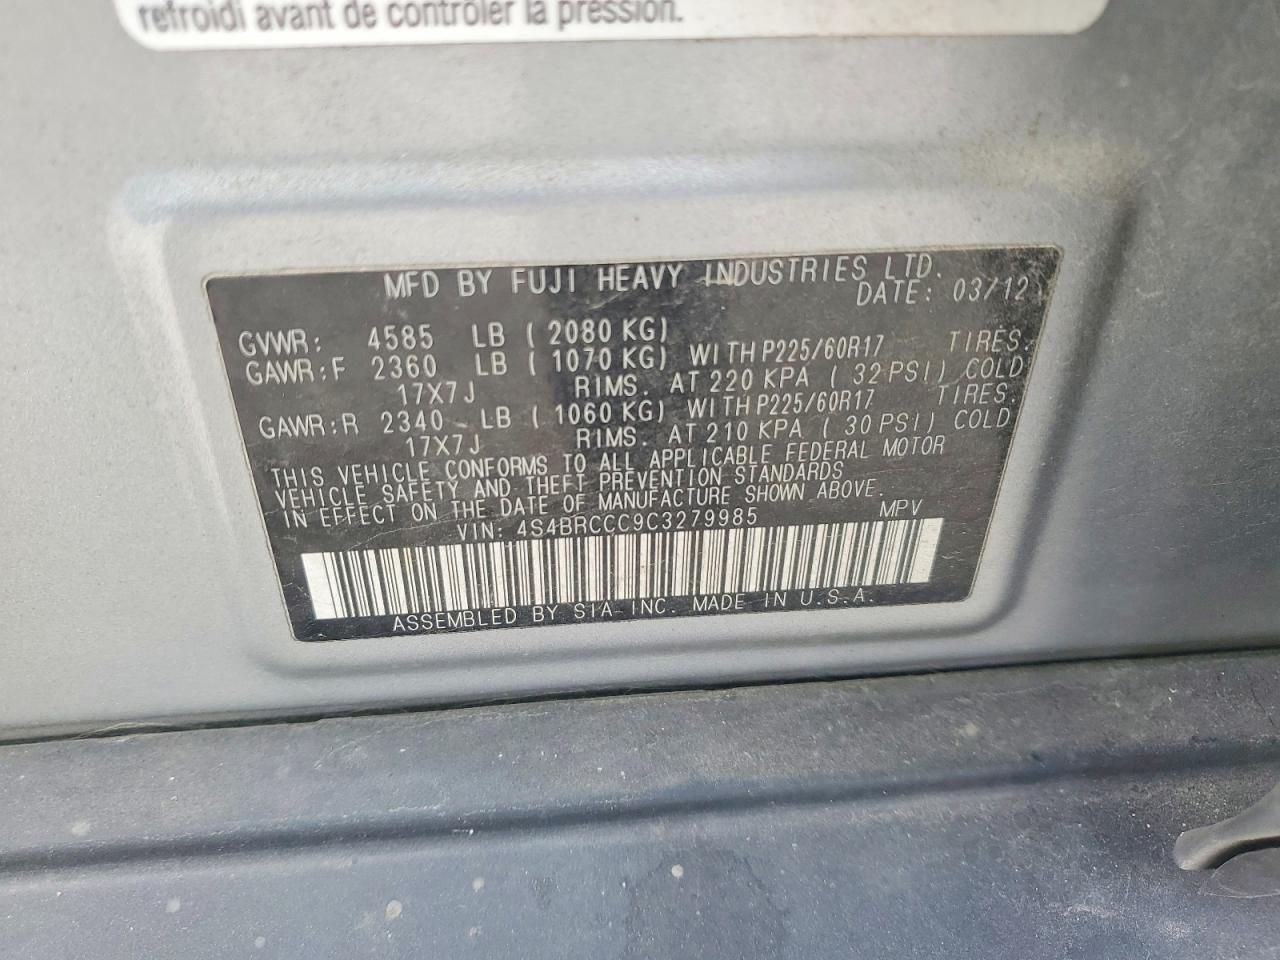 refroidi avant de contrôler la pression.
MFD BY FUJI HEAVY INDUSTRIES LTD.
DATE: 03/12
GVWR: 4585 LB (2080 KG)
GAWR:F 2360 LB (1070 KG) WITH P225/60R17 TIRES.
17X7J RIMS. AT 220 KPA (32 PSI) COLD
GAWR:R 2340 LB (1060 KG) WITH P225/60R17 TIRES.
17X7J RIMS. AT 210 KPA (30 PSI) COLD
THIS VEHICLE CONFORMS TO ALL APPLICABLE FEDERAL MOTOR
VEHICLE SAFETY AND THEFT PREVENTION STANDARDS
IN EFFECT ON THE DATE OF MANUFACTURE SHOWN ABOVE.
VIN: 4S4BRCCC9C3279985 MPV
ASSEMBLED BY SIA INC. MADE IN U.S.A.